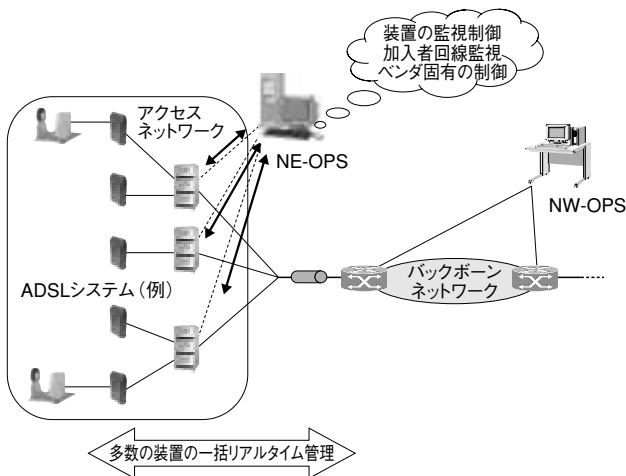 装置の監視制御
加入者回線監視
ベンダ固有の制御
アクセス
ネットワーク
NE-OPS
NW-OPS
バックボーン
ネットワーク
ADSLシステム（例）
多数の装置の一括リアルタイム管理